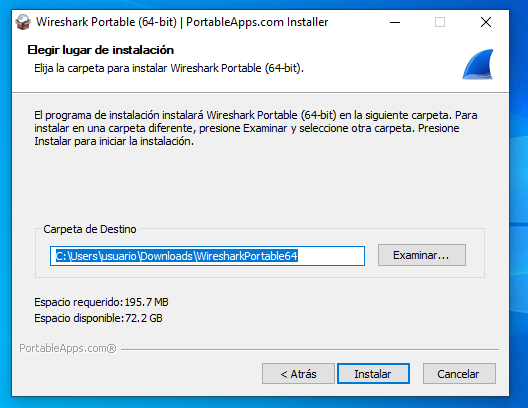 Wireshark Portable (64-bit) | PortableApps.com Installer
Elegir lugar de instalación
Elija la carpeta para instalar Wireshark Portable (64-bit).
El programa de instalación instalará Wireshark Portable (64-bit) en la siguiente carpeta. Para
instalar en una carpeta diferente, presione Examinar y seleccione otra carpeta. Presione
Instalar para iniciar la instalación.
Carpeta de Destino
C:\Users\usuario\Downloads\WiresharkPortable64
Examinar...
Espacio requerido: 195.7 MB
Espacio disponible: 72.2 GB
PortableApps.com®
< Atrás
Instalar
Cancelar